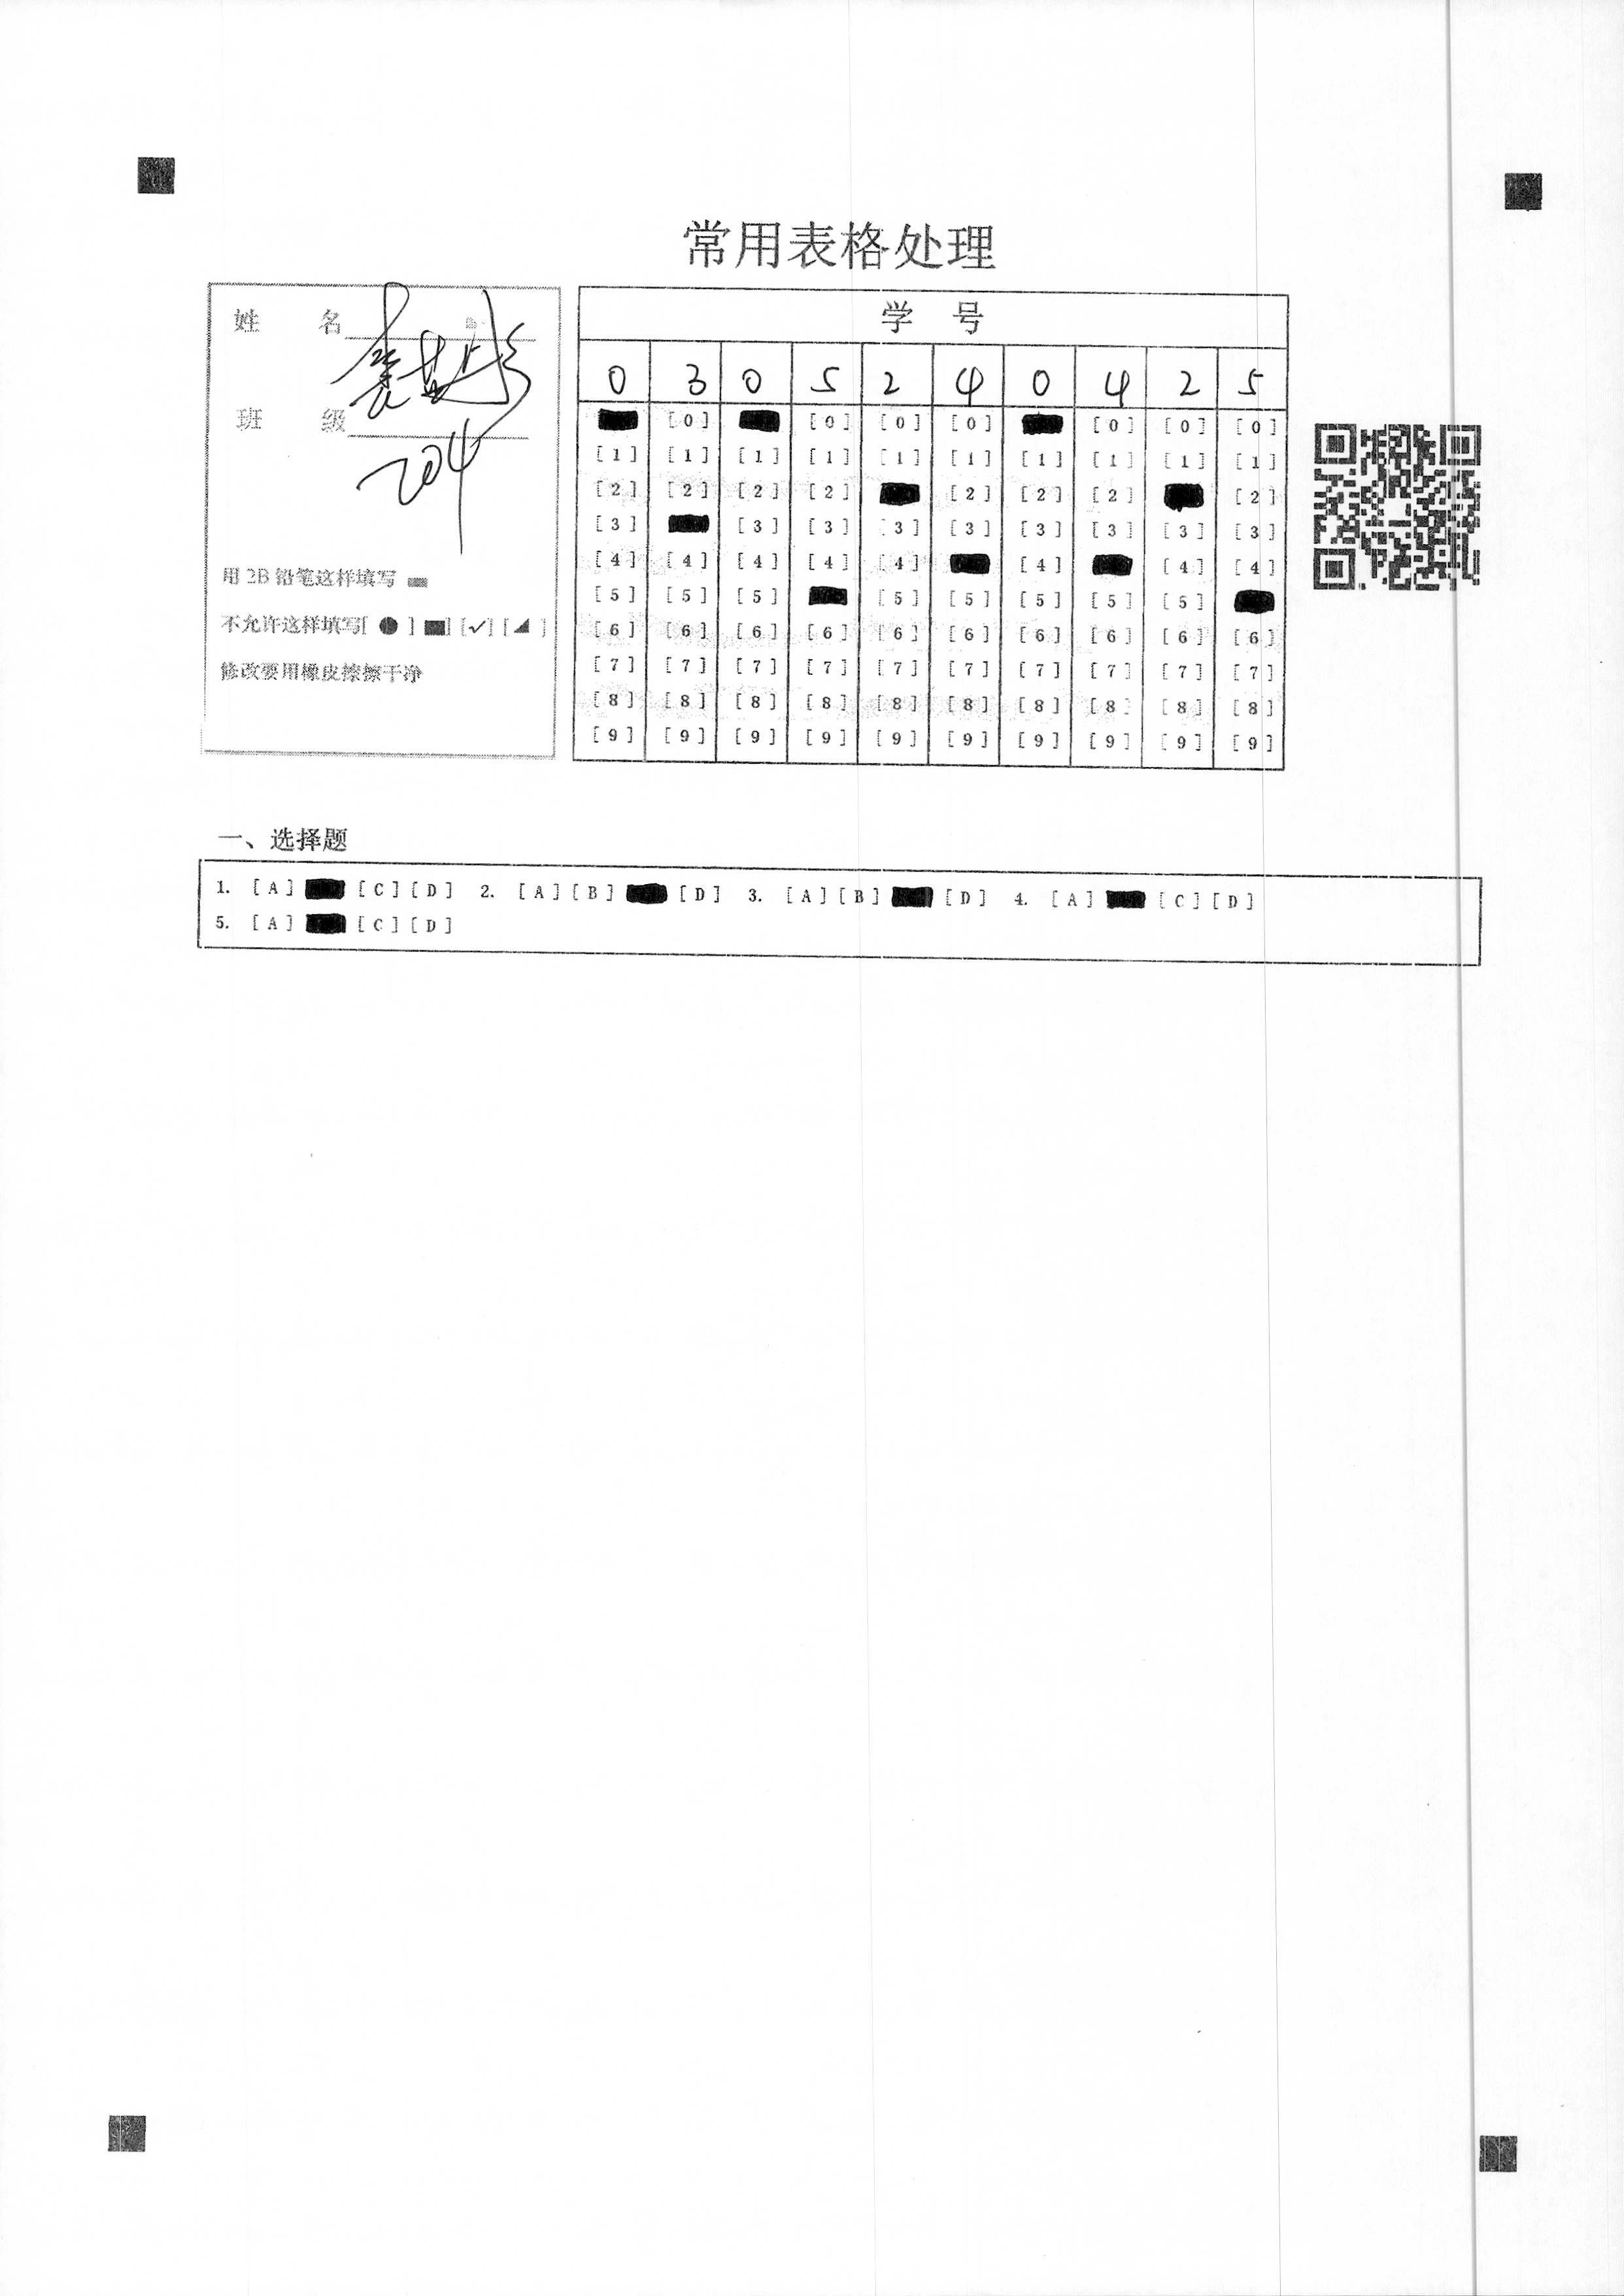 常用表格处理
姓 名
班 级 204
用 2B 铅笔这样填写
不允许这样填写[ ● ] ■] [✓] [◢ ]
修改要用橡皮擦擦干净
学 号
0 3 0 5 2 4 0 4 2 5
[0] [0] [0] [0] [0] [0] [0]
[1] [1] [1] [1] [1] [1] [1] [1] [1] [1]
[2] [2] [2] [2] [2] [2] [2] [2]
[3] [3] [3] [3] [3] [3] [3] [3] [3]
[4] [4] [4] [4] [4] [4] [4] [4]
[5] [5] [5] [5] [5] [5] [5] [5]
[6] [6] [6] [6] [6] [6] [6] [6] [6] [6]
[7] [7] [7] [7] [7] [7] [7] [7] [7] [7]
[8] [8] [8] [8] [8] [8] [8] [8] [8] [8]
[9] [9] [9] [9] [9] [9] [9] [9] [9] [9]
一、选择题
1. [A] [C] [D] 2. [A] [B] [D] 3. [A] [B] [D] 4. [A] [C] [D]
5. [A] [C] [D]